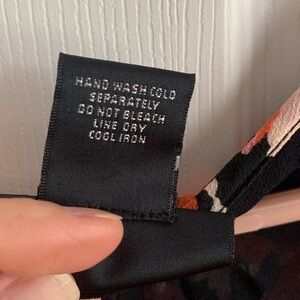 HAND WASH COLD
SEPARATELY
DO NOT BLEACH
LINE DRY
COOL IRON